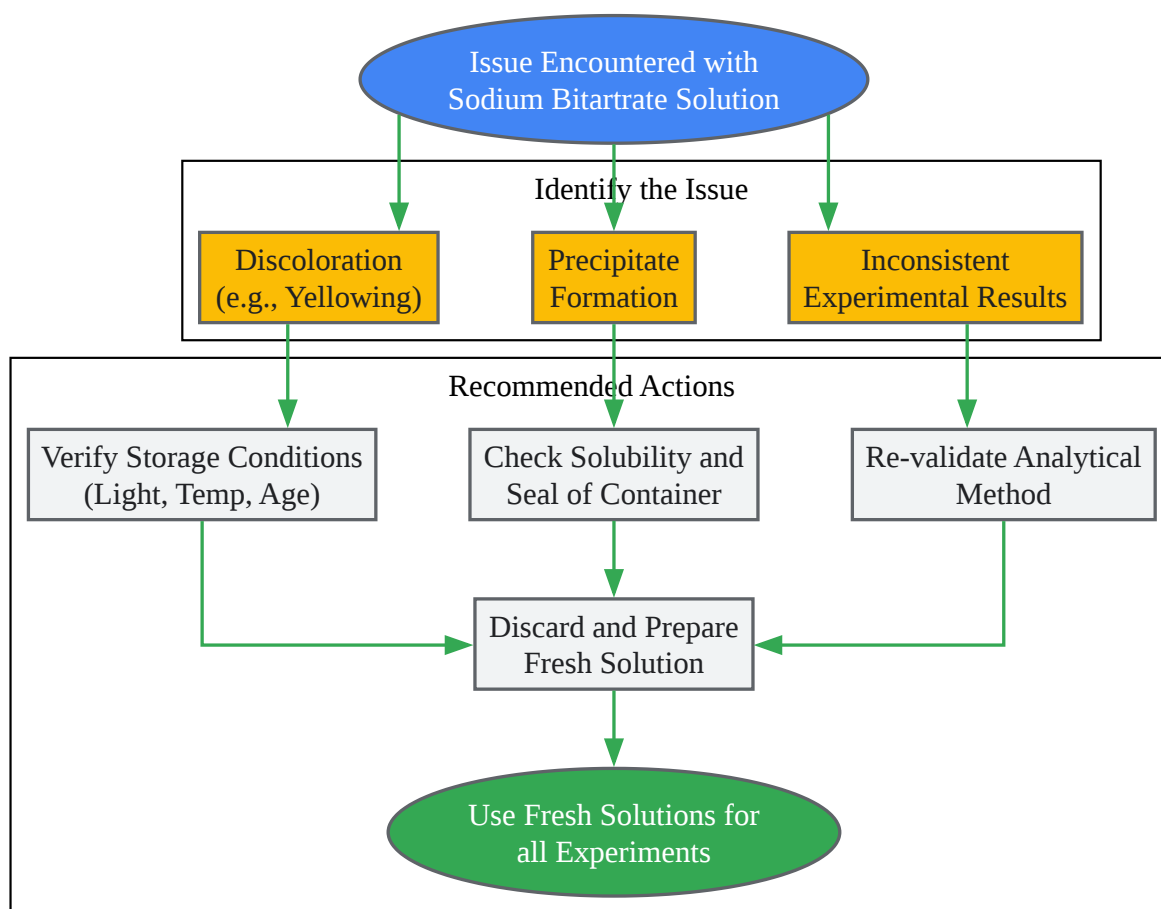 Issue Encountered with
Sodium Bitartrate Solution
Identify the Issue
Discoloration
(e.g., Yellowing)
Precipitate
Formation
Inconsistent
Experimental Results
Recommended Actions
Verify Storage Conditions
(Light, Temp, Age)
Check Solubility and
Seal of Container
Re-validate Analytical
Method
Discard and Prepare
Fresh Solution
Use Fresh Solutions for
all Experiments